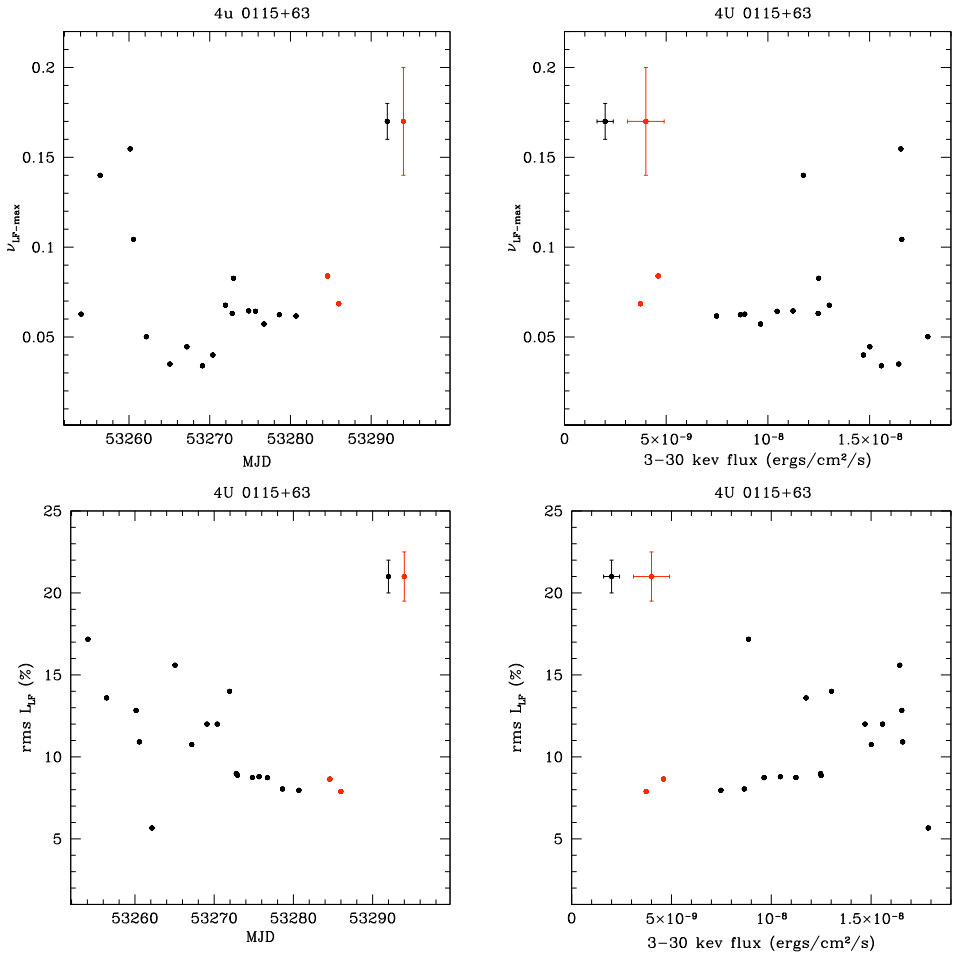 4u 0115+63
0.2
0.15
0.1
0.05
νLF-max
53260 53270 53280 53290
MJD
4U 0115+63
0.2
0.15
0.1
0.05
νLF-max
0 5×10⁻⁹ 10⁻⁸ 1.5×10⁻⁸
3-30 kev flux (ergs/cm²/s)
4U 0115+63
25
20
15
10
5
rms LLF (%)
53260 53270 53280 53290
MJD
4U 0115+63
25
20
15
10
5
rms LLF (%)
0 5×10⁻⁹ 10⁻⁸ 1.5×10⁻⁸
3-30 kev flux (ergs/cm²/s)